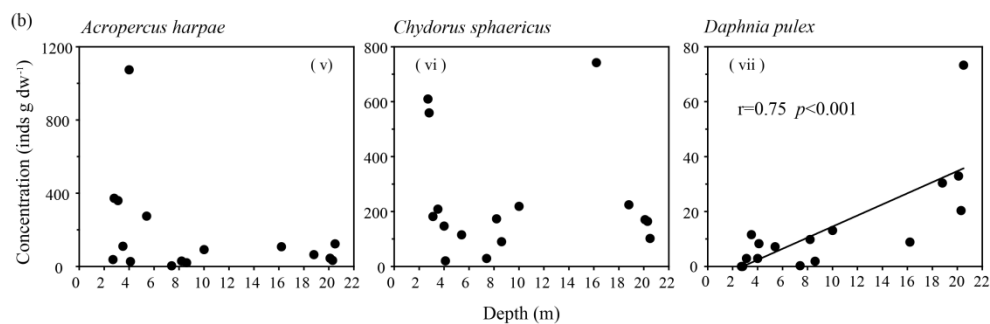 (b)
Acropercus harpae
Chydorus sphaericus
Daphnia pulex
Concentration (inds g dw⁻¹)
1200
1000
800
600
400
200
0
( v)
0 2 4 6 8 10 12 14 16 18 20 22
800
600
400
200
0
( vi )
0 2 4 6 8 10 12 14 16 18 20 22
80
60
40
20
0
( vii )
r=0.75 p<0.001
0 2 4 6 8 10 12 14 16 18 20 22
Depth (m)